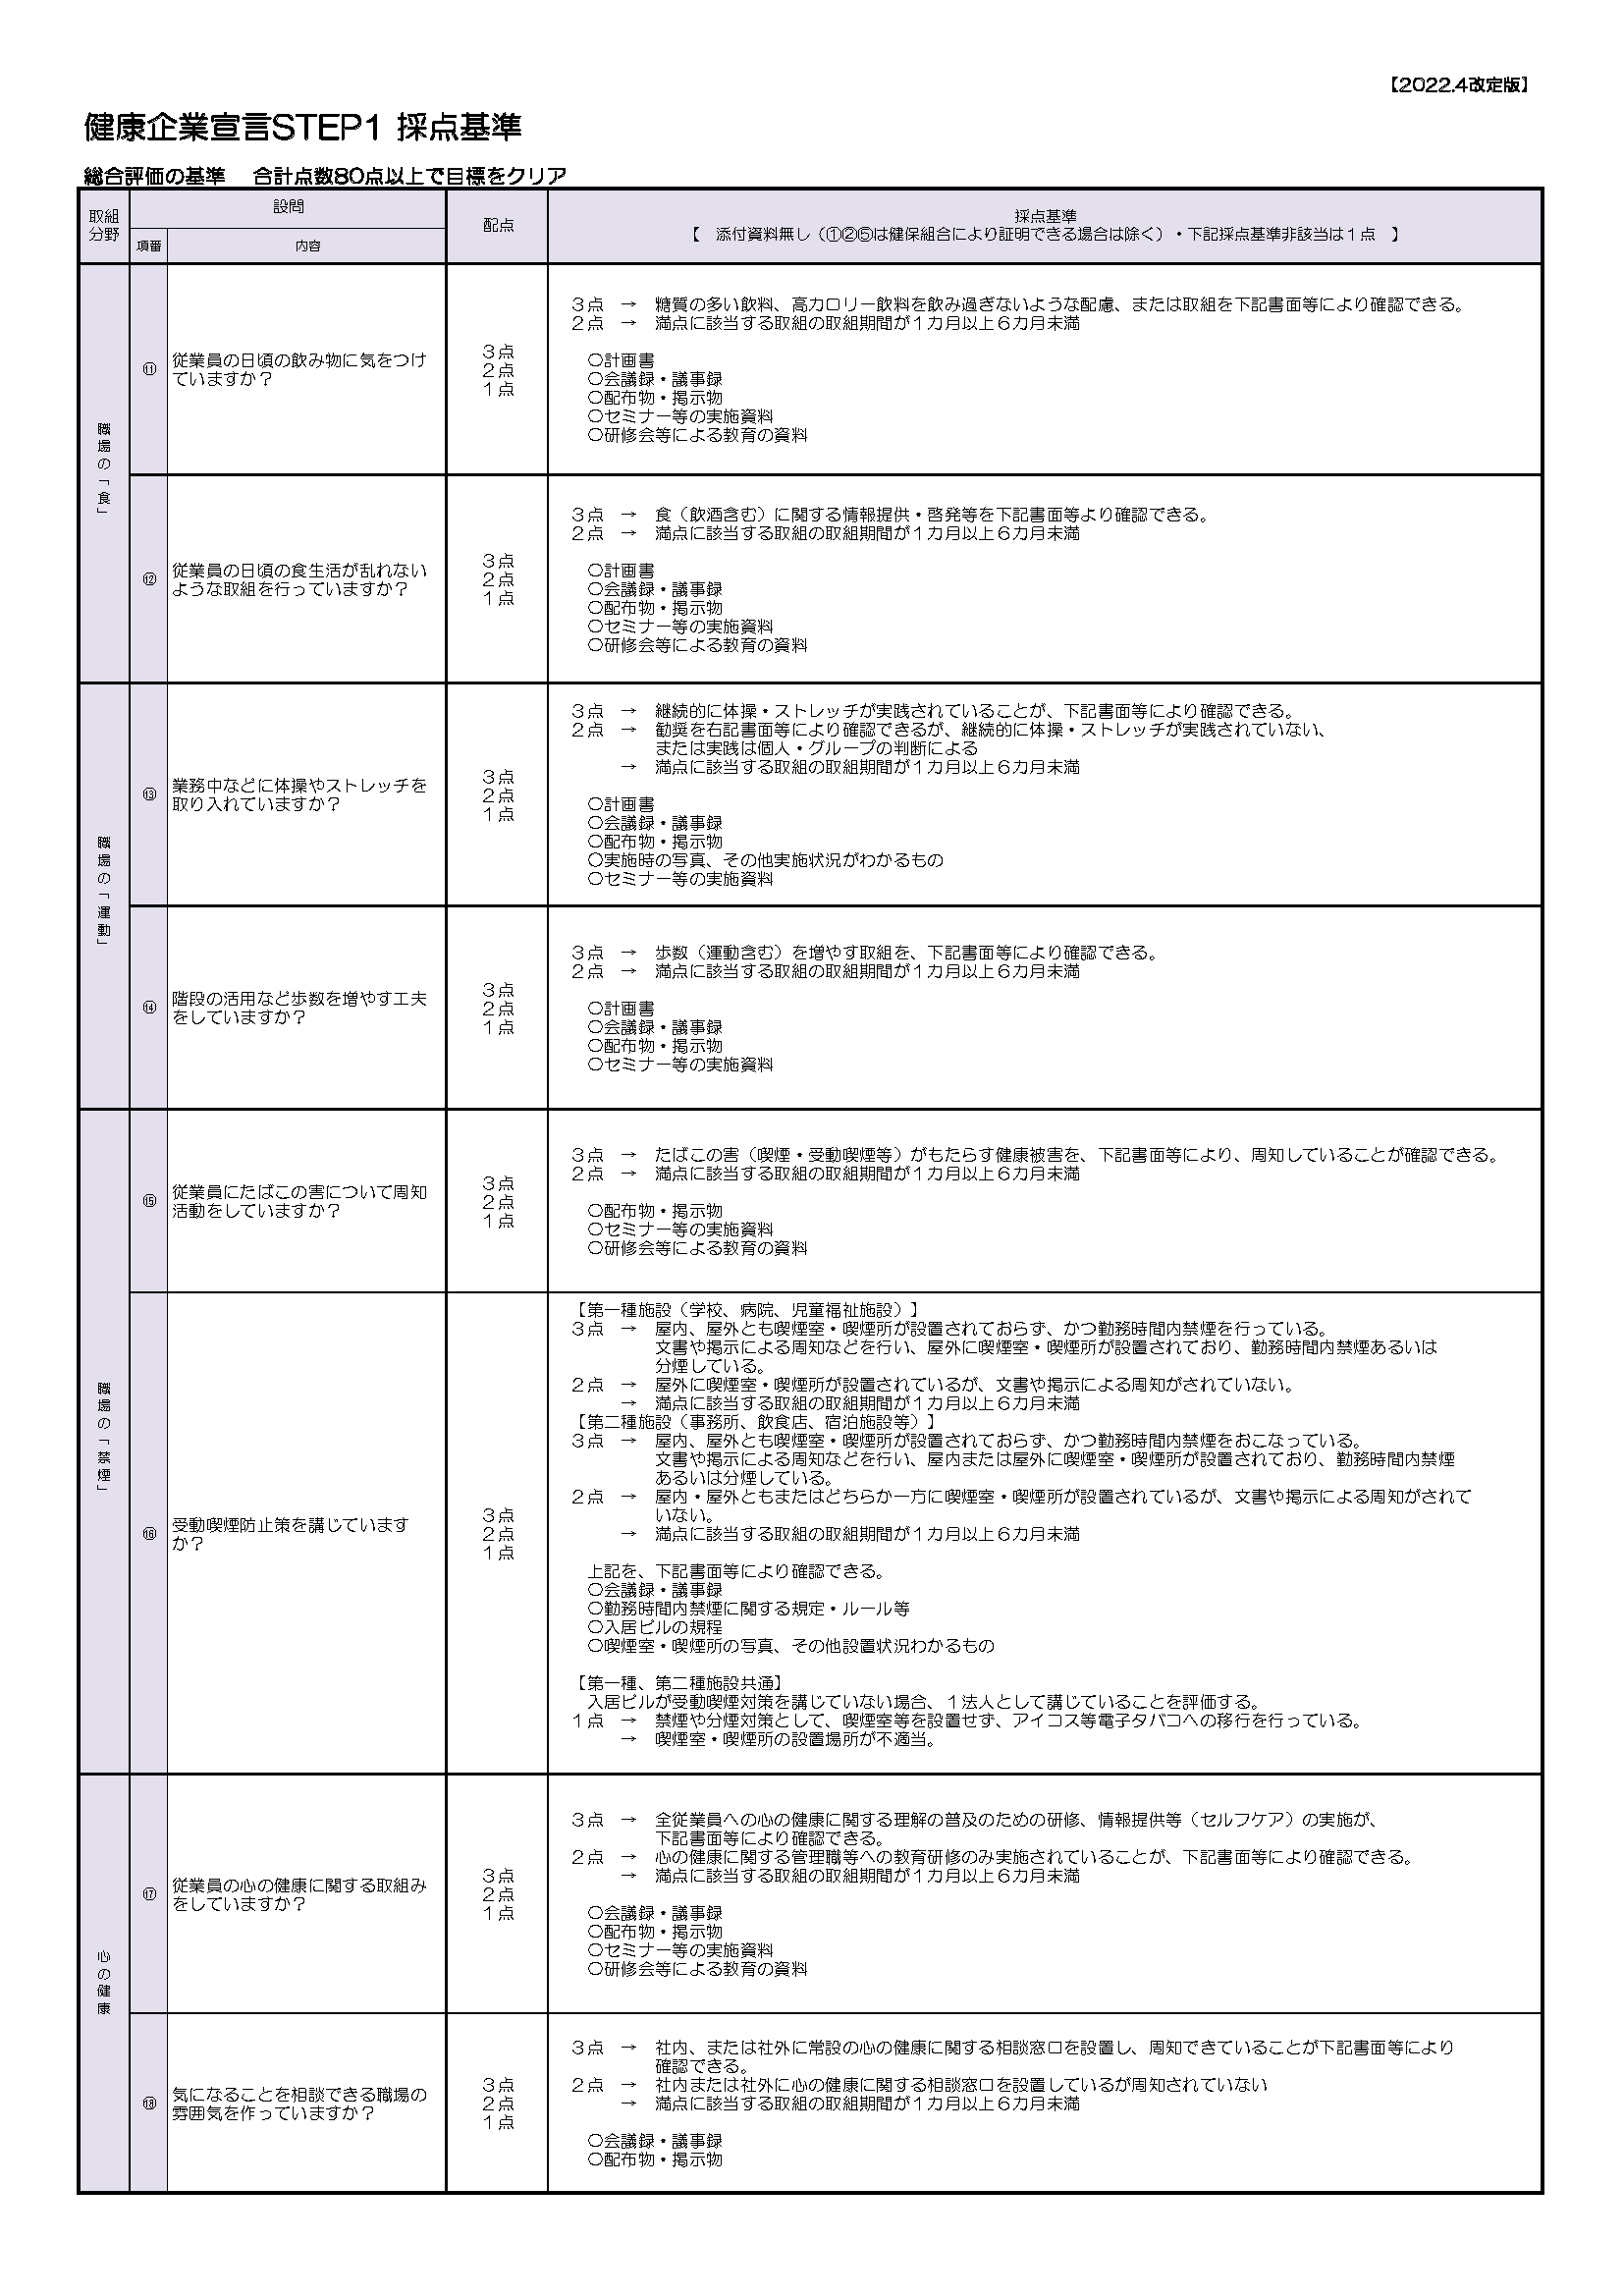 【2022.4改定版】
健康企業宣言STEP1 採点基準
総合評価の基準　合計点数80点以上で目標をクリア
取組
分野
設問
項番
内容
配点
採点基準
【　添付資料無し（①②⑤は健保組合により証明できる場合は除く）・下記採点基準非該当は１点　】
職場の「食」
⑪
従業員の日頃の飲み物に気をつけ
ていますか？
３点
２点
１点
３点　→　糖質の多い飲料、高カロリー飲料を飲み過ぎないような配慮、または取組を下記書面等により確認できる。
２点　→　満点に該当する取組の取組期間が１カ月以上６カ月未満
○計画書
○会議録・議事録
○配布物・掲示物
○セミナー等の実施資料
○研修会等による教育の資料
⑫
従業員の日頃の食生活が乱れない
ような取組を行っていますか？
３点
２点
１点
３点　→　食（飲酒含む）に関する情報提供・啓発等を下記書面等より確認できる。
２点　→　満点に該当する取組の取組期間が１カ月以上６カ月未満
○計画書
○会議録・議事録
○配布物・掲示物
○セミナー等の実施資料
○研修会等による教育の資料
職場の「運動」
⑬
業務中などに体操やストレッチを
取り入れていますか？
３点
２点
１点
３点　→　継続的に体操・ストレッチが実践されていることが、下記書面等により確認できる。
２点　→　勧奨を右記書面等により確認できるが、継続的に体操・ストレッチが実践されていない、
または実践は個人・グループの判断による
→　満点に該当する取組の取組期間が１カ月以上６カ月未満
○計画書
○会議録・議事録
○配布物・掲示物
○実施時の写真、その他実施状況がわかるもの
○セミナー等の実施資料
⑭
階段の活用など歩数を増やす工夫
をしていますか？
３点
２点
１点
３点　→　歩数（運動含む）を増やす取組を、下記書面等により確認できる。
２点　→　満点に該当する取組の取組期間が１カ月以上６カ月未満
○計画書
○会議録・議事録
○配布物・掲示物
○セミナー等の実施資料
職場の「禁煙」
⑮
従業員にたばこの害について周知
活動をしていますか？
３点
２点
１点
３点　→　たばこの害（喫煙・受動喫煙等）がもたらす健康被害を、下記書面等により、周知していることが確認できる。
２点　→　満点に該当する取組の取組期間が１カ月以上６カ月未満
○配布物・掲示物
○セミナー等の実施資料
○研修会等による教育の資料
⑯
受動喫煙防止策を講じています
か？
３点
２点
１点
【第一種施設（学校、病院、児童福祉施設）】
３点　→　屋内、屋外とも喫煙室・喫煙所が設置されておらず、かつ勤務時間内禁煙を行っている。
文書や掲示による周知などを行い、屋外に喫煙室・喫煙所が設置されており、勤務時間内禁煙あるいは
分煙している。
２点　→　屋外に喫煙室・喫煙所が設置されているが、文書や掲示による周知がされていない。
→　満点に該当する取組の取組期間が１カ月以上６カ月未満
【第二種施設（事務所、飲食店、宿泊施設等）】
３点　→　屋内、屋外とも喫煙室・喫煙所が設置されておらず、かつ勤務時間内禁煙をおこなっている。
文書や掲示による周知などを行い、屋内または屋外に喫煙室・喫煙所が設置されており、勤務時間内禁煙
あるいは分煙している。
２点　→　屋内・屋外ともまたはどちらか一方に喫煙室・喫煙所が設置されているが、文書や掲示による周知がされて
いない。
→　満点に該当する取組の取組期間が１カ月以上６カ月未満
上記を、下記書面等により確認できる。
○会議録・議事録
○勤務時間内禁煙に関する規定・ルール等
○入居ビルの規程
○喫煙室・喫煙所の写真、その他設置状況わかるもの
【第一種、第二種施設共通】
入居ビルが受動喫煙対策を講じていない場合、１法人として講じていることを評価する。
１点　→　禁煙や分煙対策として、喫煙室等を設置せず、アイコス等電子タバコへの移行を行っている。
→　喫煙室・喫煙所の設置場所が不適当。
心の健康
⑰
従業員の心の健康に関する取組み
をしていますか？
３点
２点
１点
３点　→　全従業員への心の健康に関する理解の普及のための研修、情報提供等（セルフケア）の実施が、
下記書面等により確認できる。
２点　→　心の健康に関する管理職等への教育研修のみ実施されていることが、下記書面等により確認できる。
→　満点に該当する取組の取組期間が１カ月以上６カ月未満
○会議録・議事録
○配布物・掲示物
○セミナー等の実施資料
○研修会等による教育の資料
⑱
気になることを相談できる職場の
雰囲気を作っていますか？
３点
２点
１点
３点　→　社内、または社外に常設の心の健康に関する相談窓口を設置し、周知できていることが下記書面等により
確認できる。
２点　→　社内または社外に心の健康に関する相談窓口を設置しているが周知されていない
→　満点に該当する取組の取組期間が１カ月以上６カ月未満
○会議録・議事録
○配布物・掲示物